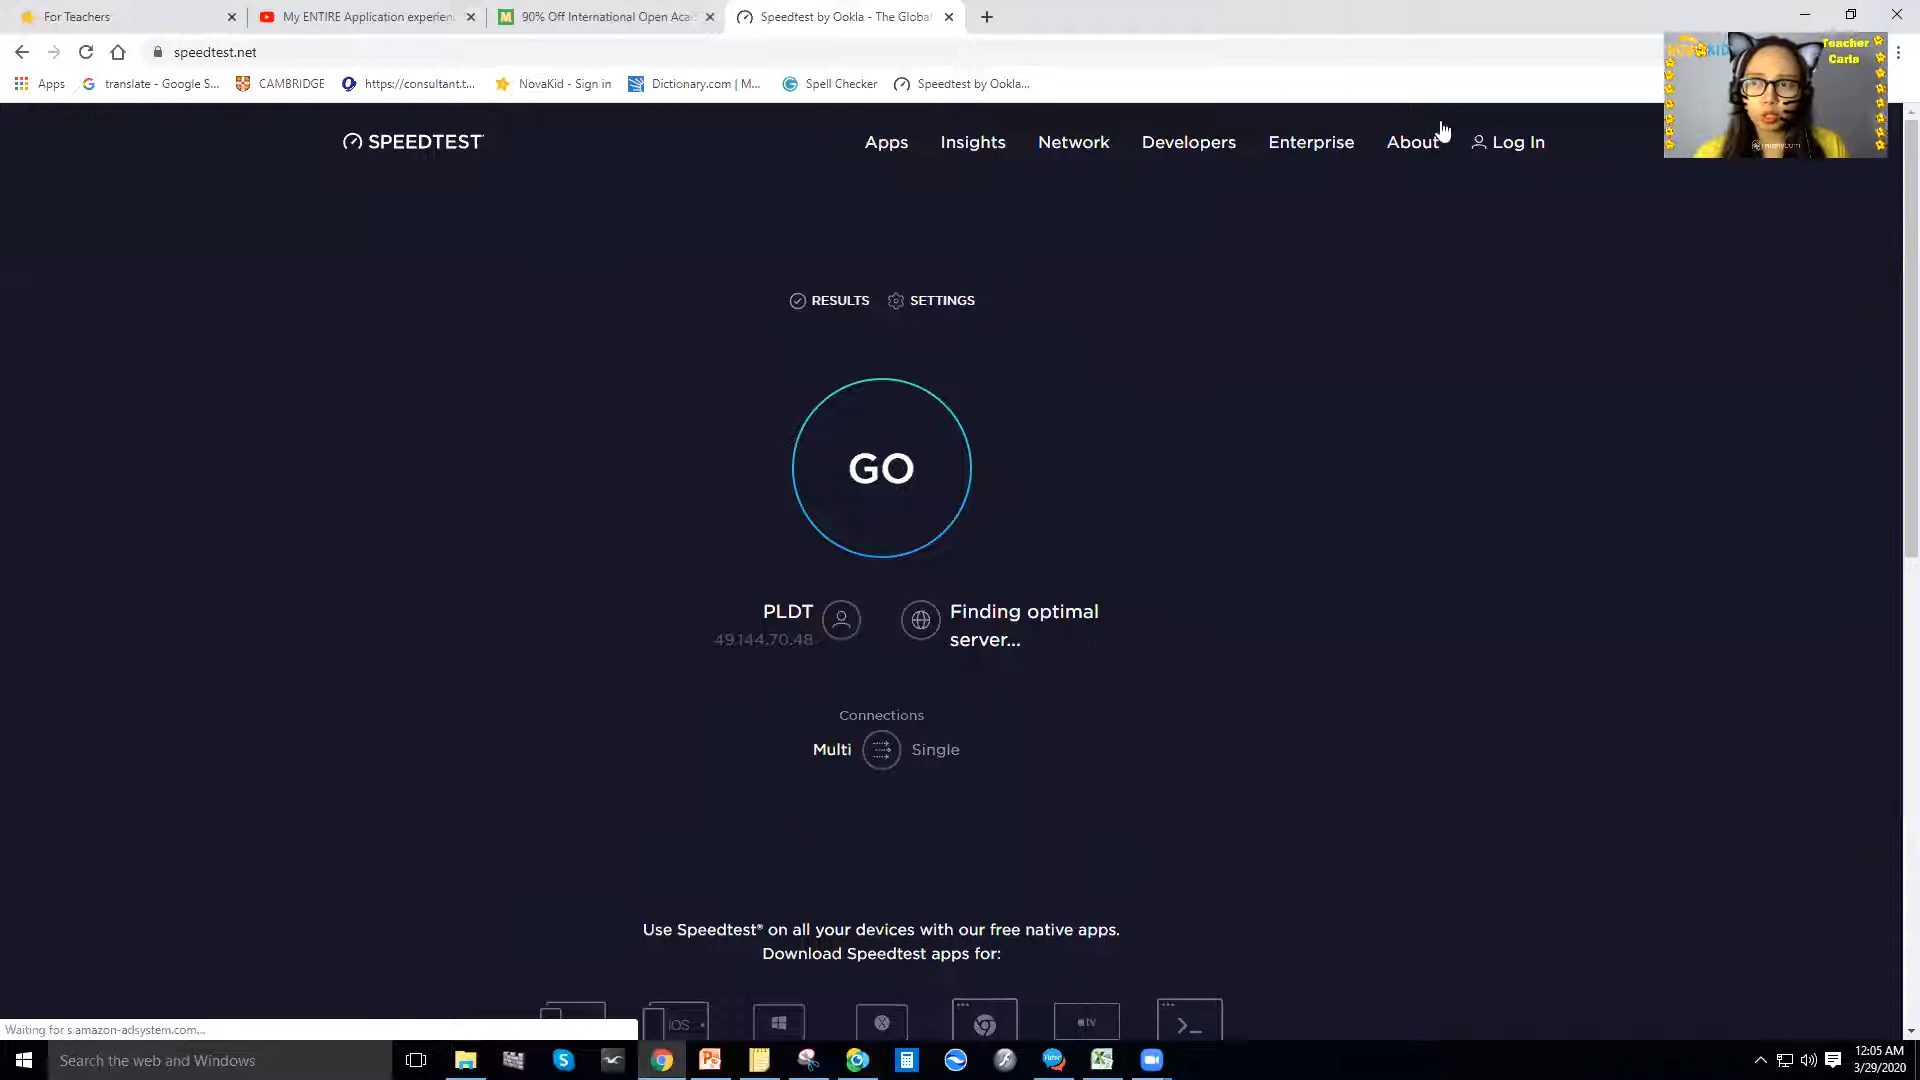 For Teachers
My ENTIRE Application experien
90% Off International Open Aca
Speedtest by Ookla - The Global
speedtest.net
Apps
translate - Google S...
CAMBRIDGE
https://consultant.t...
NovaKid - Sign in
Dictionary.com | M...
Spell Checker
Speedtest by Ookla...
Teacher
Carla
SPEEDTEST
Apps
Insights
Network
Developers
Enterprise
About
Log In
RESULTS
SETTINGS
GO
PLDT
49.144.70.48
Finding optimal
server...
Connections
Multi
Single
Use Speedtest® on all your devices with our free native apps.
Download Speedtest apps for:
iOS
tv
Waiting for s.amazon-adsystem.com...
Search the web and Windows
12:05 AM
3/29/2020